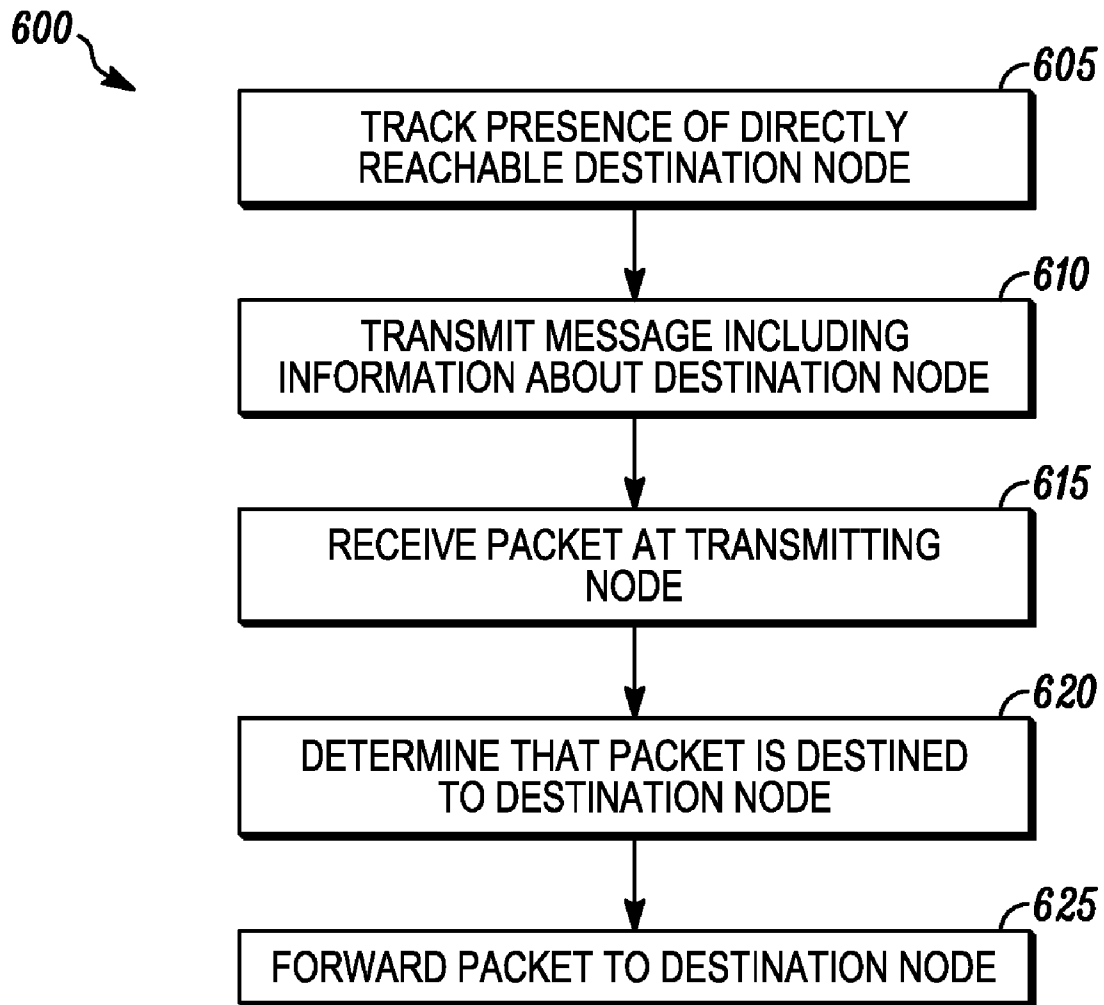 600
605
TRACK PRESENCE OF DIRECTLY
REACHABLE DESTINATION NODE
610
TRANSMIT MESSAGE INCLUDING
INFORMATION ABOUT DESTINATION NODE
615
RECEIVE PACKET AT TRANSMITTING
NODE
620
DETERMINE THAT PACKET IS DESTINED
TO DESTINATION NODE
625
FORWARD PACKET TO DESTINATION NODE